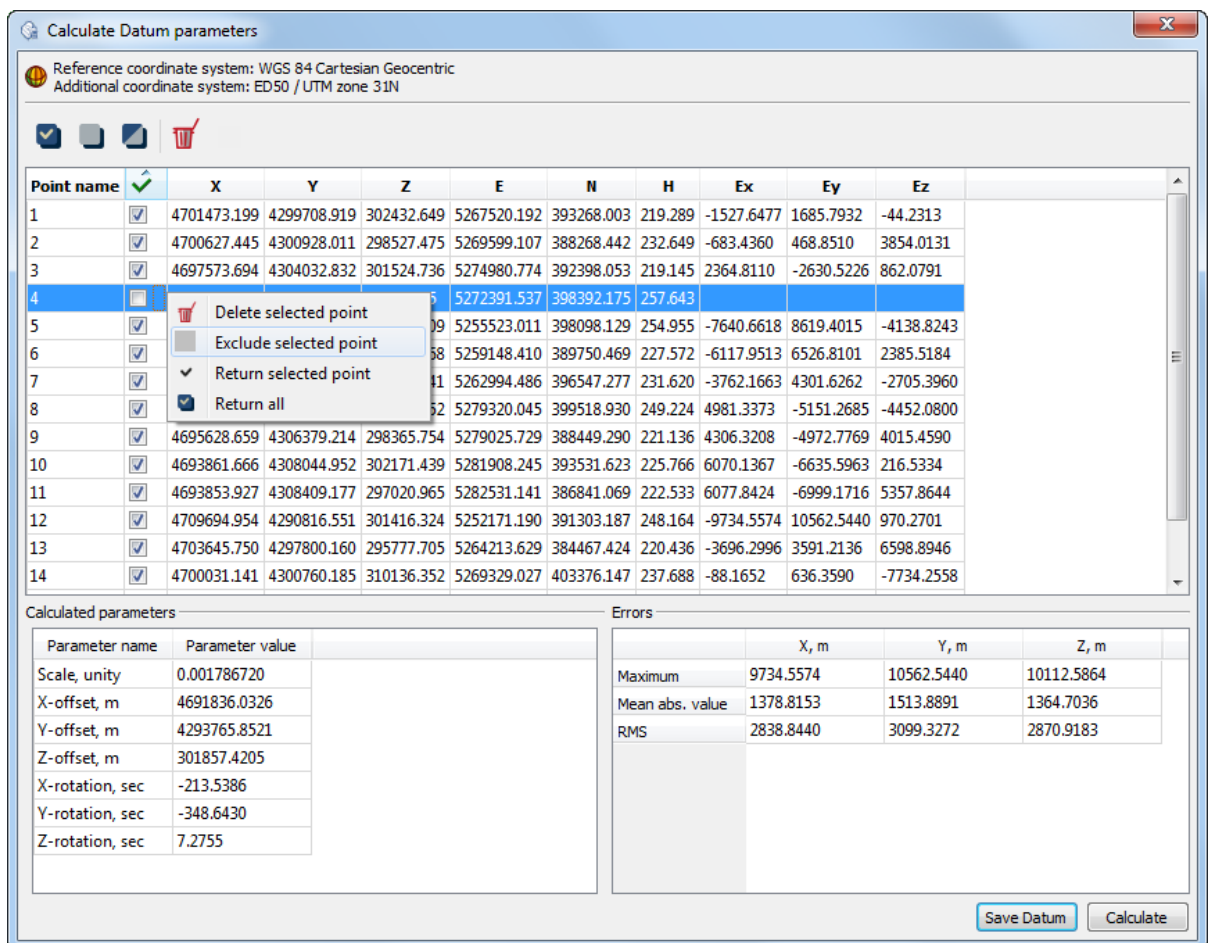 Calculate Datum parameters
Reference coordinate system: WGS 84 Cartesian Geocentric
Additional coordinate system: ED50 / UTM zone 31N
Point name X Y Z E N H Ex Ey Ez
1 4701473.199 4299708.919 302432.649 5267520.192 393268.003 219.289 -1527.6477 1685.7932 -44.2313
2 4700627.445 4300928.011 298527.475 5269599.107 388268.442 232.649 -683.4360 468.8510 3854.0131
3 4697573.694 4304032.832 301524.736 5274980.774 392398.053 219.145 2364.8110 -2630.5226 862.0791
4 5272391.537 398392.175 257.643
Delete selected point
5 09 5255523.011 398098.129 254.955 -7640.6618 8619.4015 -4138.8243
Exclude selected point
6 58 5259148.410 389750.469 227.572 -6117.9513 6526.8101 2385.5184
7 41 5262994.486 396547.277 231.620 -3762.1663 4301.6262 -2705.3960
Return selected point
8 52 5279320.045 399518.930 249.224 4981.3373 -5151.2685 -4452.0800
Return all
9 4695628.659 4306379.214 298365.754 5279025.729 388449.290 221.136 4306.3208 -4972.7769 4015.4590
10 4693861.666 4308044.952 302171.439 5281908.245 393531.623 225.766 6070.1367 -6635.5963 216.5334
11 4693853.927 4308409.177 297020.965 5282531.141 386841.069 222.533 6077.8424 -6999.1716 5357.8644
12 4709694.954 4290816.551 301416.324 5252171.190 391303.187 248.164 -9734.5574 10562.5440 970.2701
13 4703645.750 4297800.160 295777.705 5264213.629 384467.424 220.436 -3696.2996 3591.2136 6598.8946
14 4700031.141 4300760.185 310136.352 5269329.027 403376.147 237.688 -88.1652 636.3590 -7734.2558
Calculated parameters
Parameter name Parameter value
Scale, unity 0.001786720
X-offset, m 4691836.0326
Y-offset, m 4293765.8521
Z-offset, m 301857.4205
X-rotation, sec -213.5386
Y-rotation, sec -348.6430
Z-rotation, sec 7.2755
Errors
X, m Y, m Z, m
Maximum 9734.5574 10562.5440 10112.5864
Mean abs. value 1378.8153 1513.8891 1364.7036
RMS 2838.8440 3099.3272 2870.9183
Save Datum Calculate